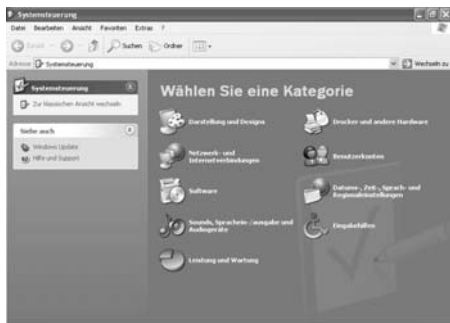 Systemsteuerung
Datei Bearbeiten Ansicht Favoriten Extras ?
Zurück Suchen Ordner
Adresse Systemsteuerung Wechseln zu
Systemsteuerung
Zur klassischen Ansicht wechseln
Siehe auch
Windows Update
Hilfe und Support
Wählen Sie eine Kategorie
Darstellung und Designs
Drucker und andere Hardware
Netzwerk- und
Internetverbindungen
Benutzerkonten
Software
Datums-, Zeit-, Sprach- und
Regionaleinstellungen
Sounds, Sprachein-/ausgabe und
Audiogeräte
Eingabehilfen
Leistung und Wartung